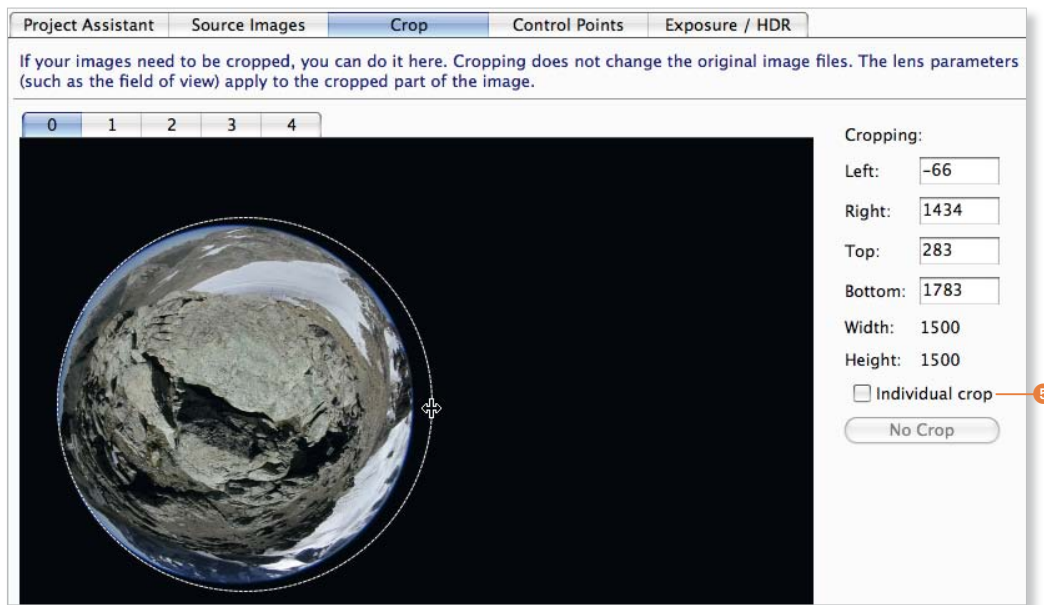 Project Assistant Source Images Crop Control Points Exposure / HDR
If your images need to be cropped, you can do it here. Cropping does not change the original image files. The lens parameters
(such as the field of view) apply to the cropped part of the image.
0 1 2 3 4
Cropping:
Left: -66
Right: 1434
Top: 283
Bottom: 1783
Width: 1500
Height: 1500
Individual crop
No Crop